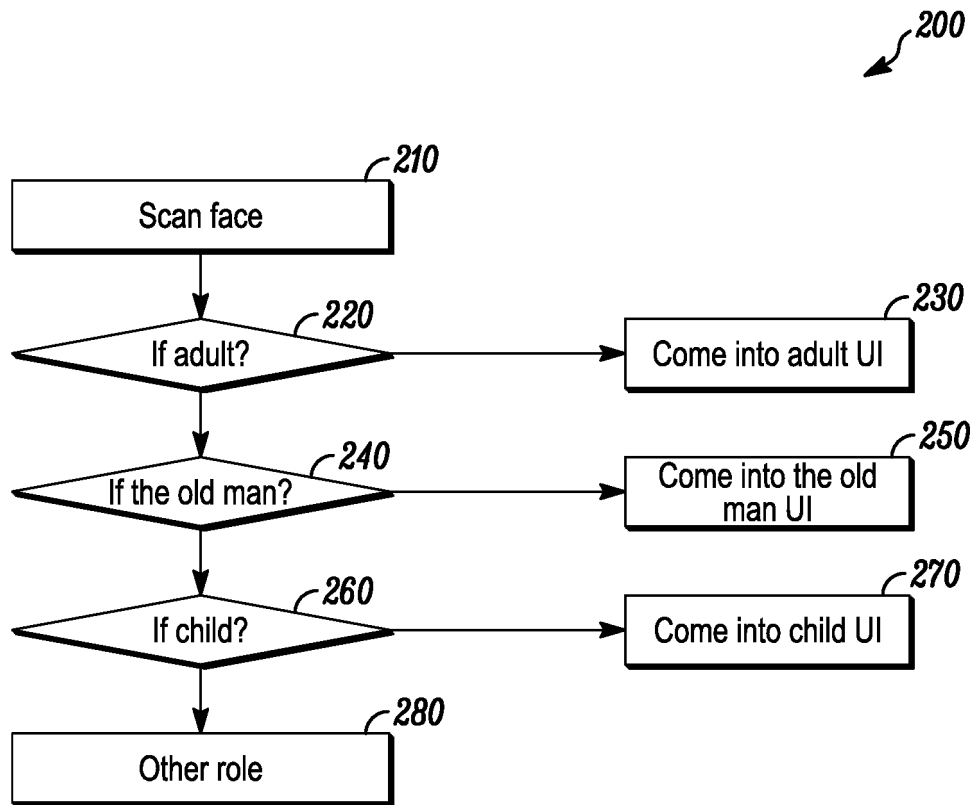 200
210
Scan face
220
If adult?
230
Come into adult UI
240
If the old man?
250
Come into the old
man UI
260
If child?
270
Come into child UI
280
Other role